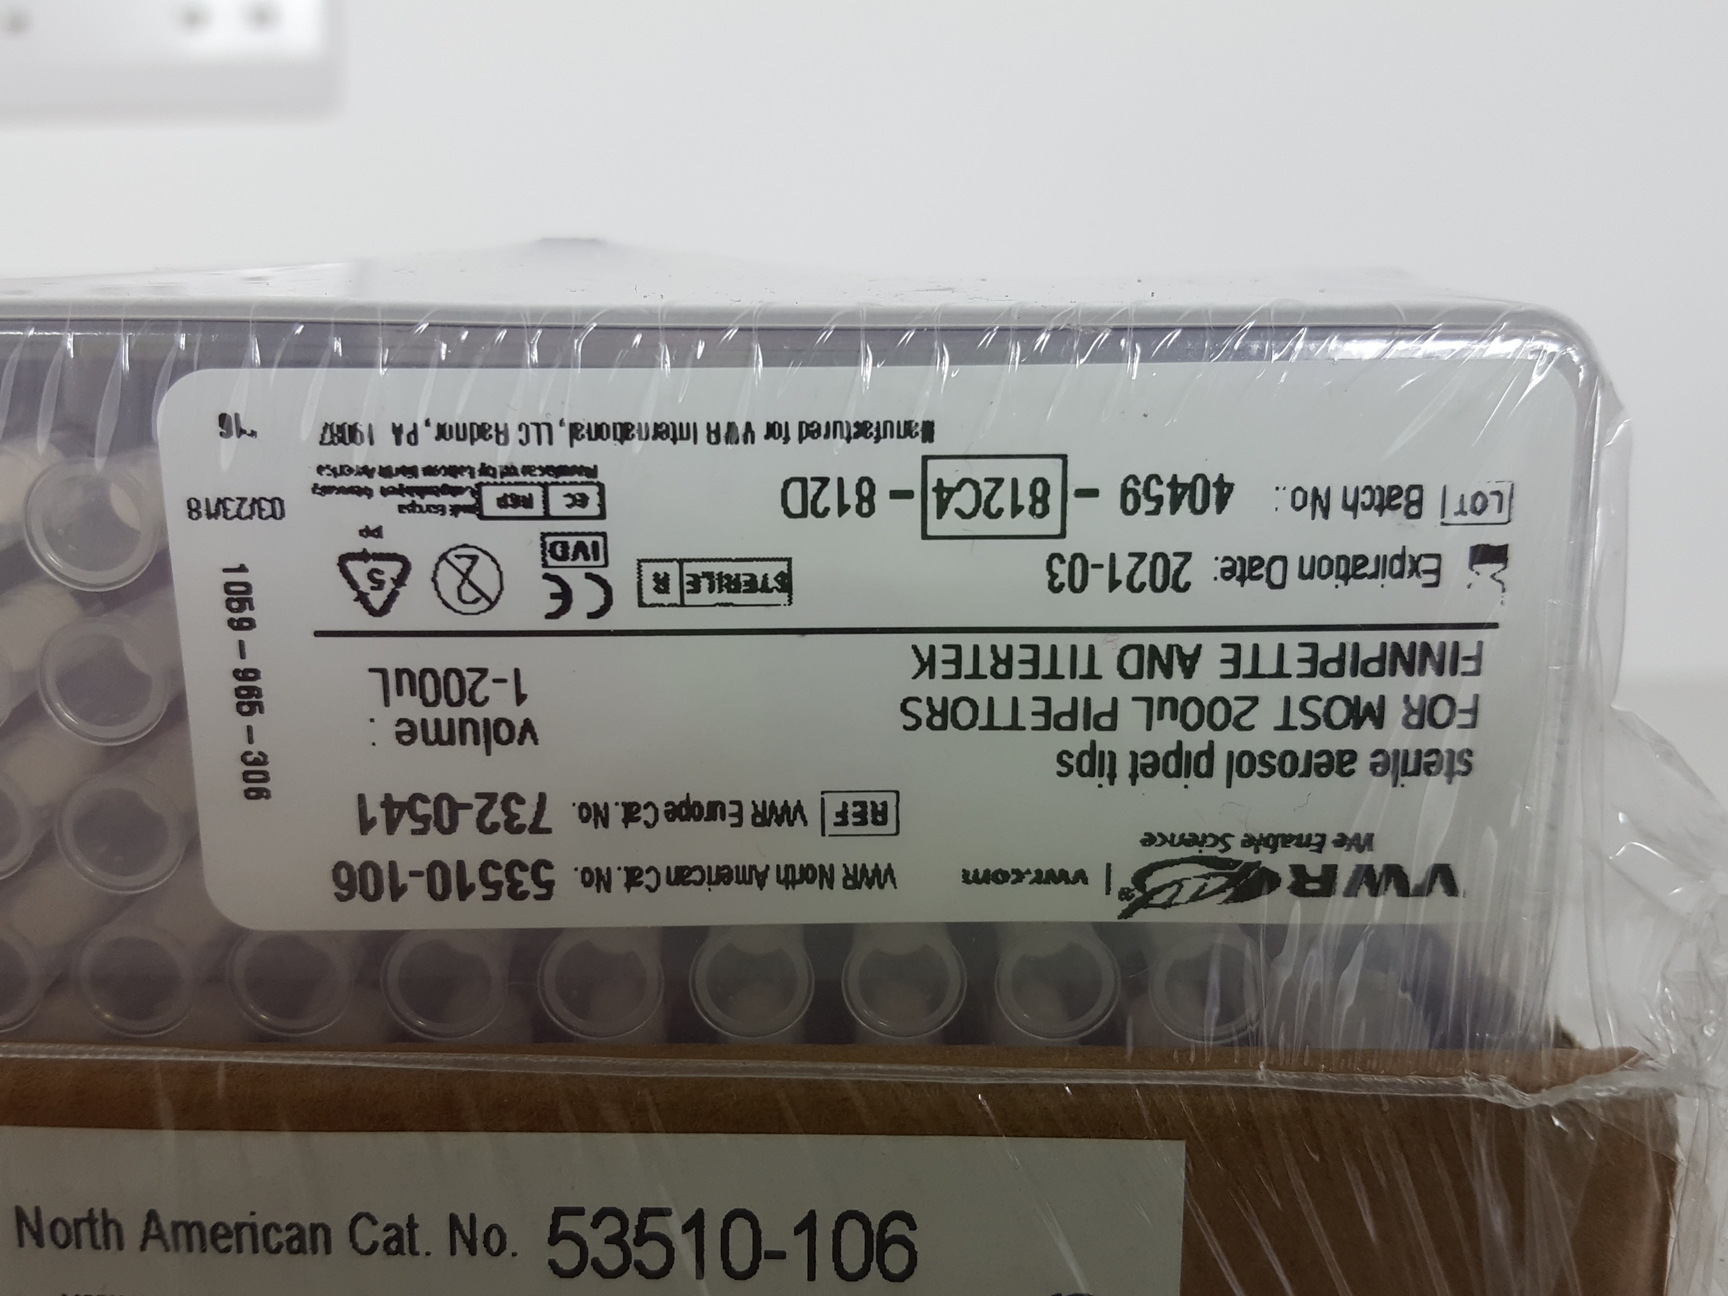 VWR® | vwr.com
We Enable Science
VWR North American Cat. No. 53510-106
REF VWR Europe Cat. No. 732-0541
sterile aerosol pipet tips
FOR MOST 200uL PIPETTORS
FINNPIPETTE AND TITERTEK
volume :
1-200uL
Expiration Date: 2021-03
STERILE R
CE
IVD
2
5
PP
LOT Batch No.: 40459 - 812C4 - 812D
EC REP
Manufactured for VWR International, LLC Radnor, PA 19087
1059-965-306
03/23/18
North American Cat. No. 53510-106